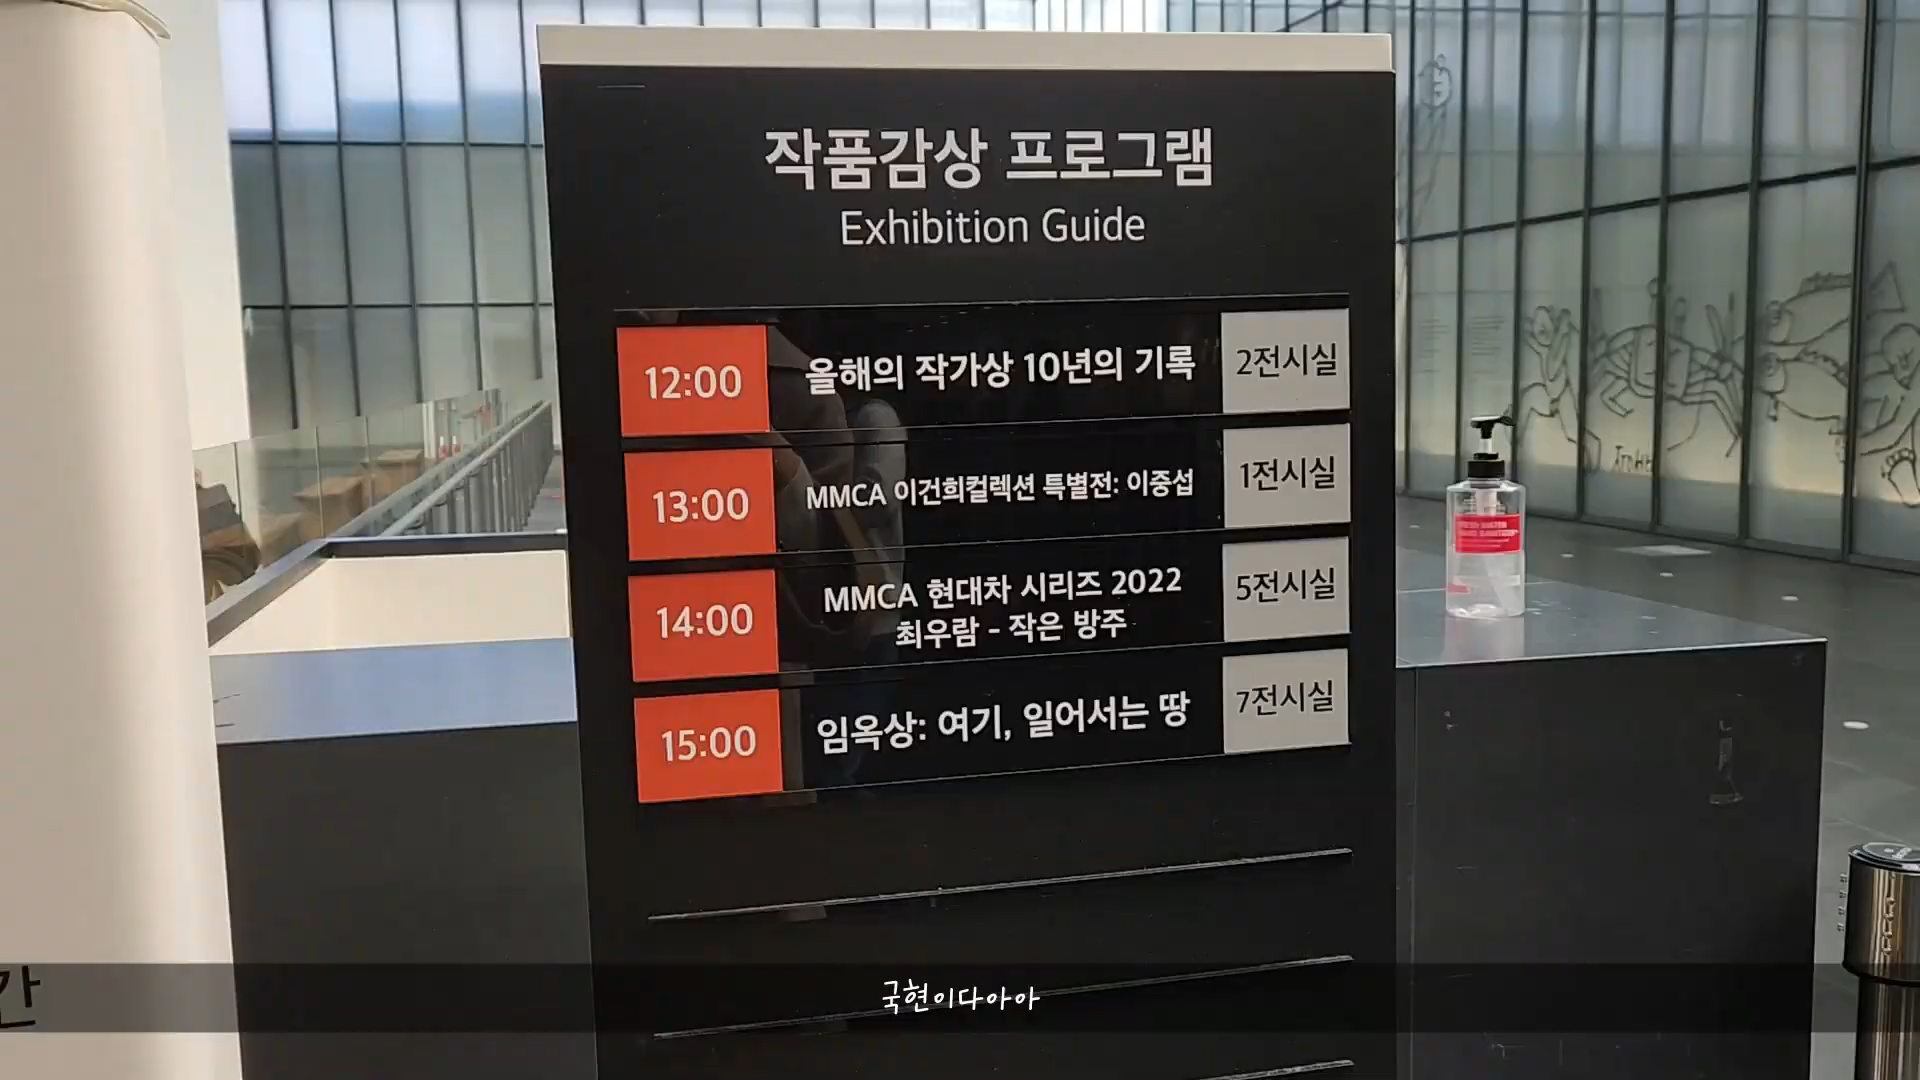 작품감상 프로그램
Exhibition Guide
12:00 올해의 작가상 10년의 기록 2전시실
13:00 MMCA 이건희컬렉션 특별전: 이중섭 1전시실
14:00 MMCA 현대차 시리즈 2022 5전시실
최우람 - 작은 방주
15:00 임옥상: 여기, 일어서는 땅 7전시실
간
국현이다아아